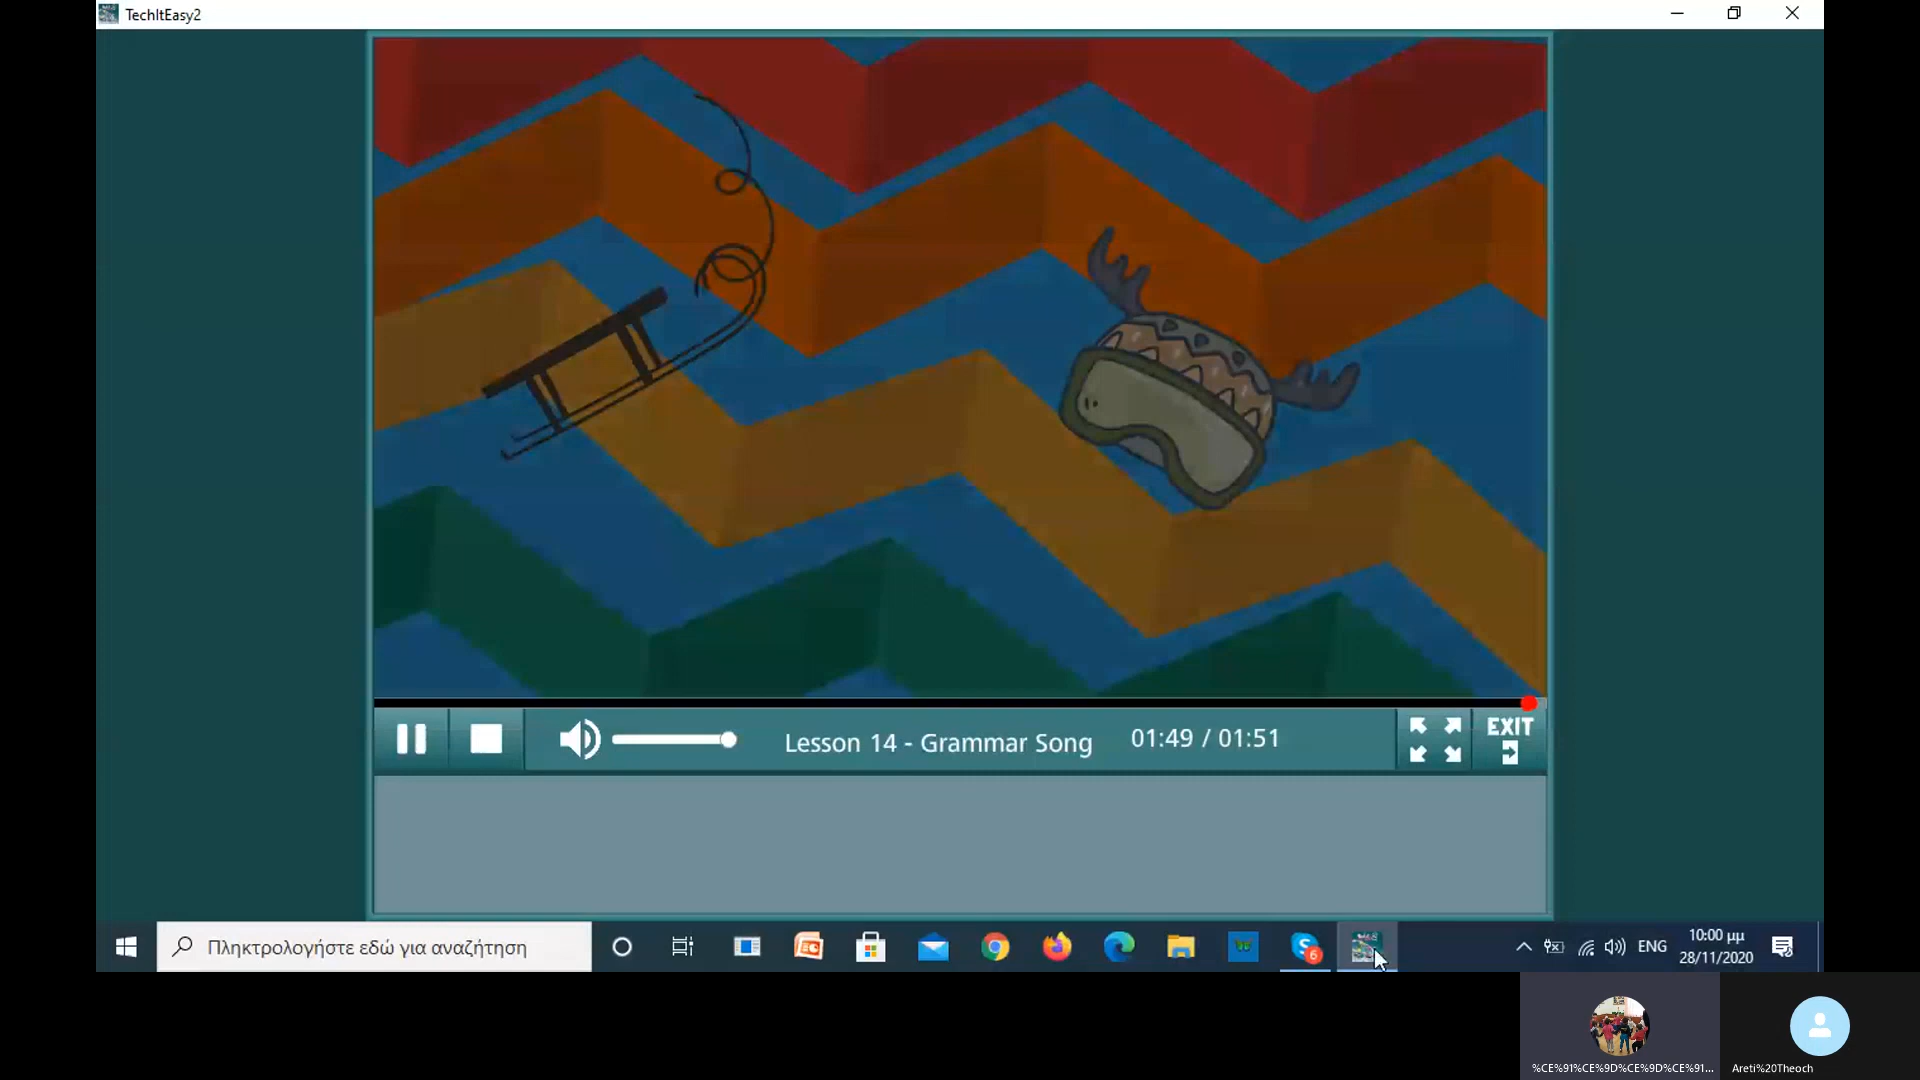 TechItEasy2
EXIT
Lesson 14 - Grammar Song
01:49 / 01:51
Πληκτρολογήστε εδώ για αναζήτηση
6
ENG
10:00 μμ
28/11/2020
%CE%91%CE%9D%CE%9D%CE%91...
Areti%20Theoch